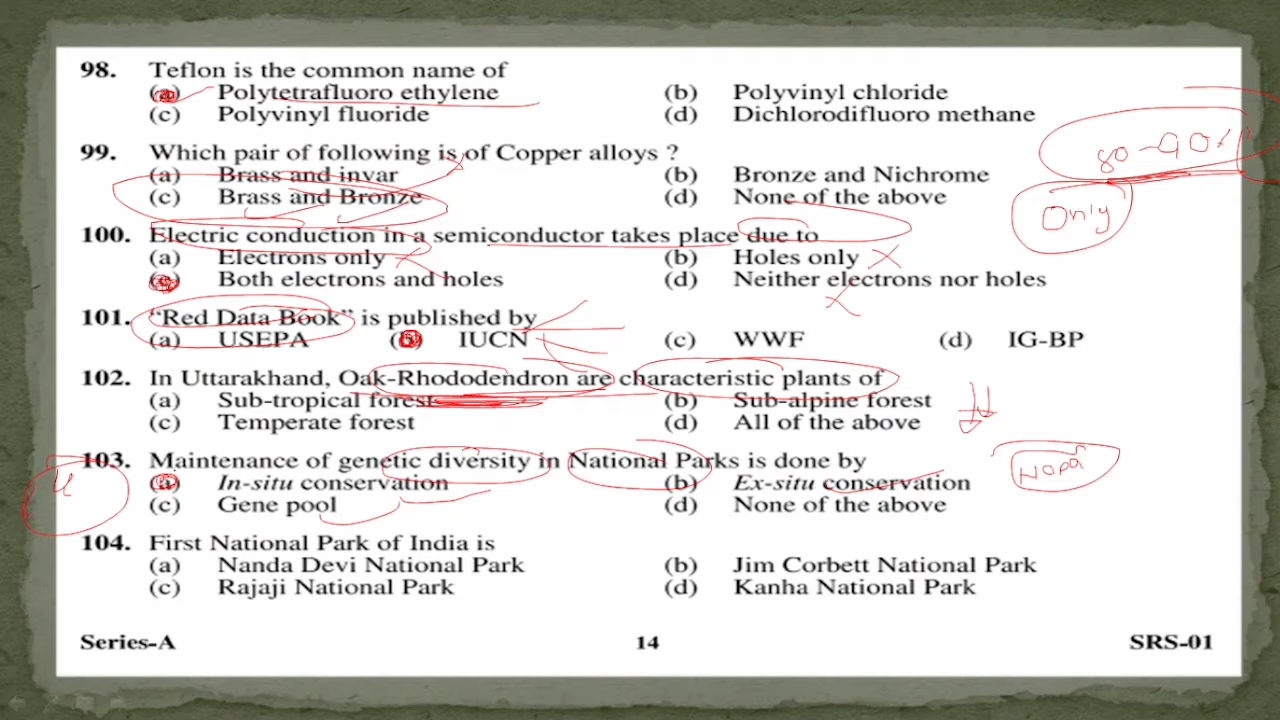 98. Teflon is the common name of
(a) Polytetrafluoro ethylene (b) Polyvinyl chloride
(c) Polyvinyl fluoride (d) Dichlorodifluoro methane
99. Which pair of following is of Copper alloys ?
(a) Brass and invar (b) Bronze and Nichrome
(c) Brass and Bronze (d) None of the above
80-90%
Only
100. Electric conduction in a semiconductor takes place due to
(a) Electrons only (b) Holes only
(c) Both electrons and holes (d) Neither electrons nor holes
101. “Red Data Book” is published by
(a) USEPA (b) IUCN (c) WWF (d) IG-BP
102. In Uttarakhand, Oak-Rhododendron are characteristic plants of
(a) Sub-tropical forest (b) Sub-alpine forest
(c) Temperate forest (d) All of the above
103. Maintenance of genetic diversity in National Parks is done by
(a) In-situ conservation (b) Ex-situ conservation
(c) Gene pool (d) None of the above
104. First National Park of India is
(a) Nanda Devi National Park (b) Jim Corbett National Park
(c) Rajaji National Park (d) Kanha National Park
Series-A 14 SRS-01